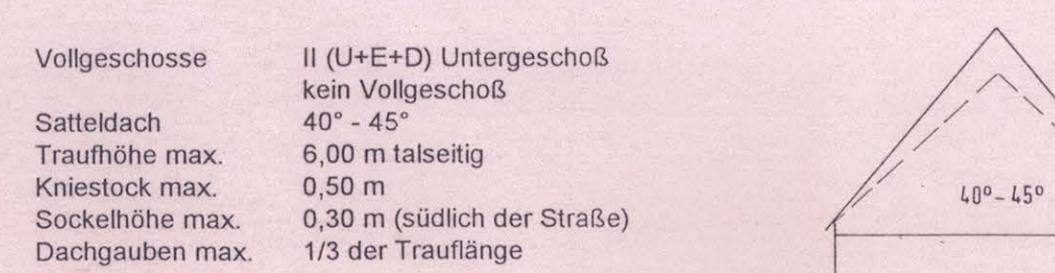 Vollgeschosse II (U+E+D) Untergeschoß
kein Vollgeschoß
Satteldach 40° - 45°
Traufhöhe max. 6,00 m talseitig
Kniestock max. 0,50 m
Sockelhöhe max. 0,30 m (südlich der Straße)
Dachgauben max. 1/3 der Trauflänge
40° - 45°